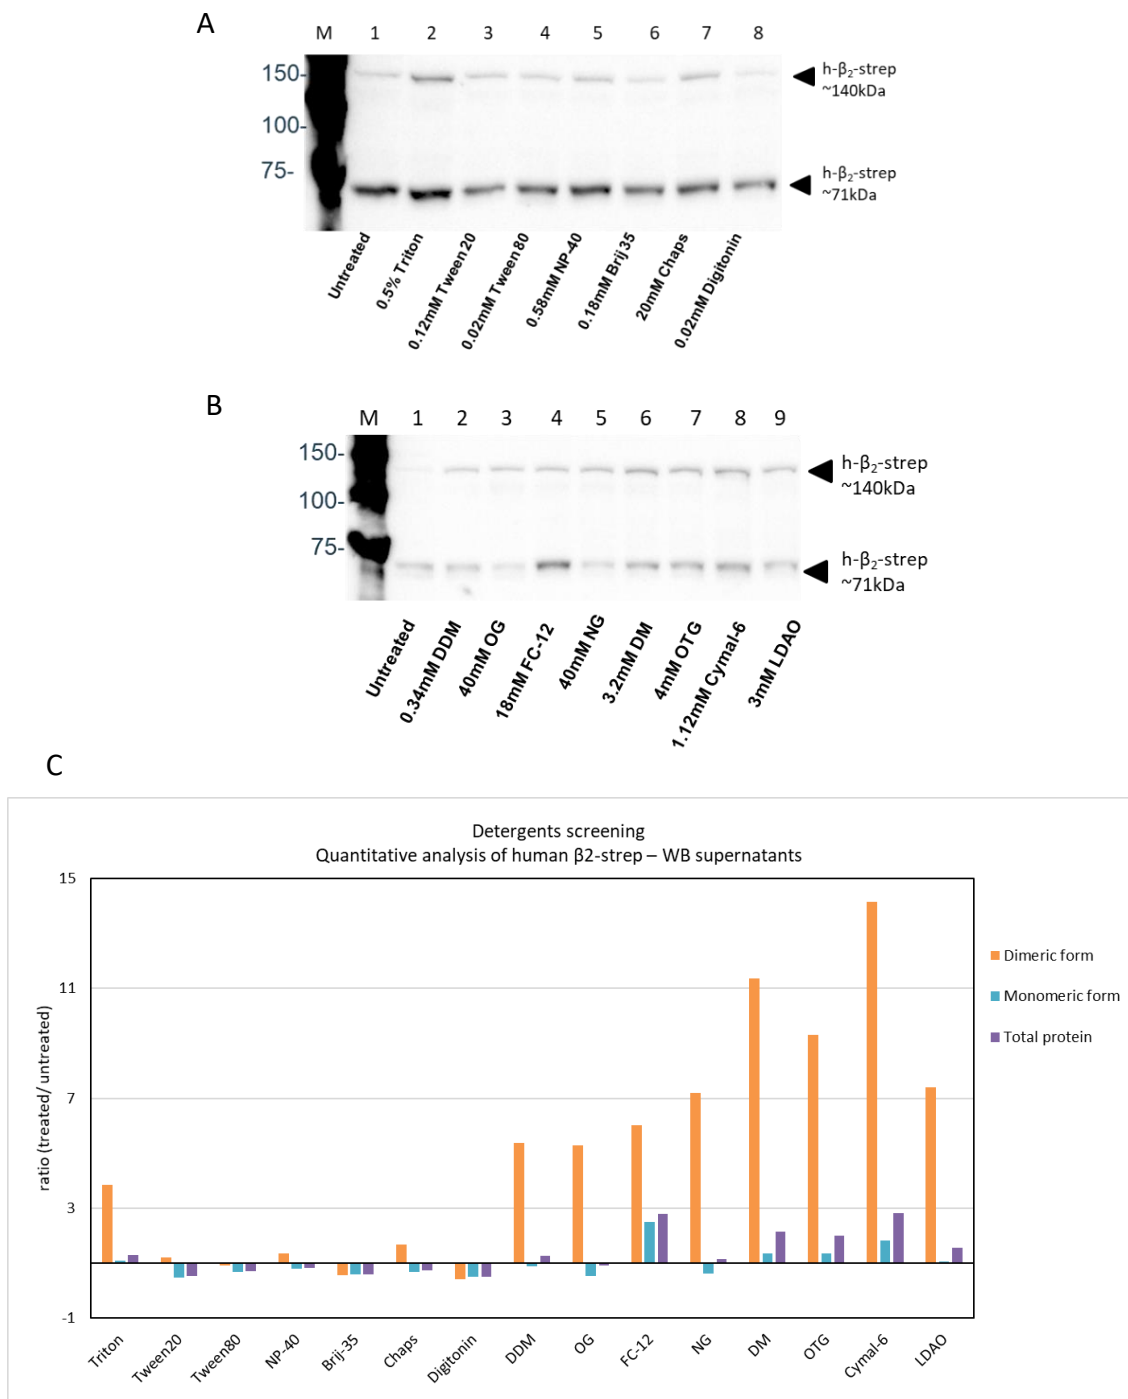 A
M 1 2 3 4 5 6 7 8
150-
100-
75-
h-β₂-strep
~140kDa
h-β₂-strep
~71kDa
Untreated
0.5% Triton
0.12mM Tween20
0.02mM Tween80
0.58mM NP-40
0.18mM Brij35
20mM Chaps
0.02mM Digitonin
B
M 1 2 3 4 5 6 7 8 9
150-
100-
75-
h-β₂-strep
~140kDa
h-β₂-strep
~71kDa
Untreated
0.34mM DDM
40mM OG
18mM FC-12
40mM NG
3.2mM DM
4mM OTG
1.12mM Cymal-6
3mM LDAO
C
Detergents screening
Quantitative analysis of human β2-strep – WB supernatants
ratio (treated/ untreated)
15
11
7
3
-1
Dimeric form
Monomeric form
Total protein
Triton
Tween20
Tween80
NP-40
Brij-35
Chaps
Digitonin
DDM
OG
FC-12
NG
DM
OTG
Cymal-6
LDAO